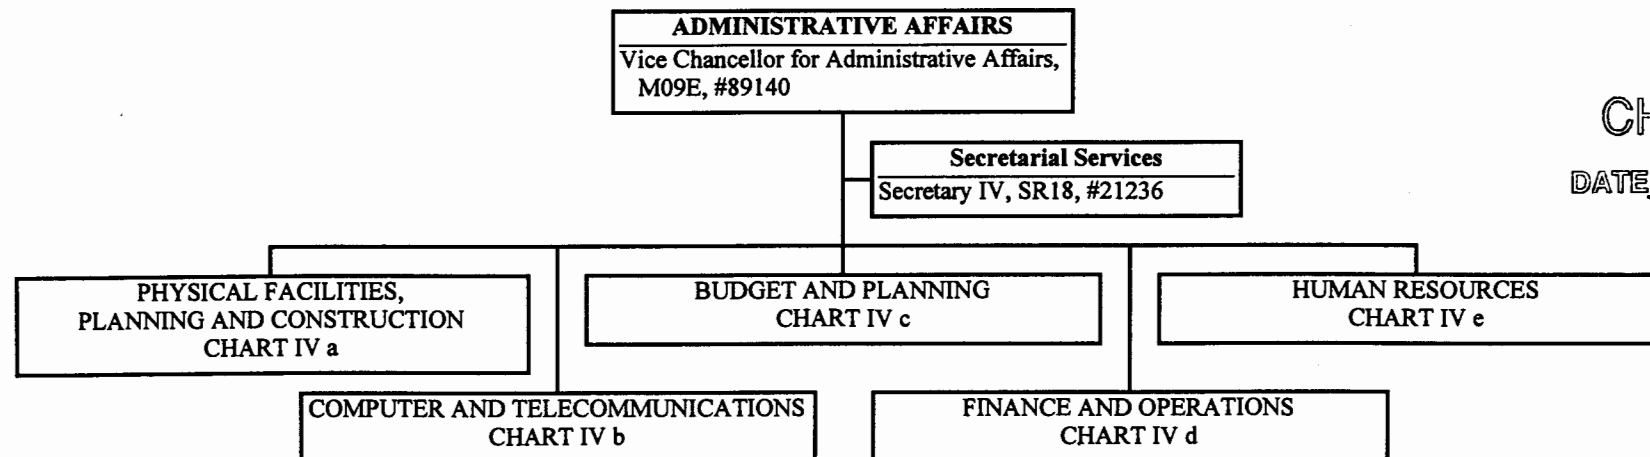 ADMINISTRATIVE AFFAIRS
Vice Chancellor for Administrative Affairs,
M09E, #89140
Secretarial Services
Secretary IV, SR18, #21236
DATE
PHYSICAL FACILITIES,
PLANNING AND CONSTRUCTION
CHART IV a
BUDGET AND PLANNING
CHART IV c
HUMAN RESOURCES
CHART IV e
COMPUTER AND TELECOMMUNICATIONS
CHART IV b
FINANCE AND OPERATIONS
CHART IV d